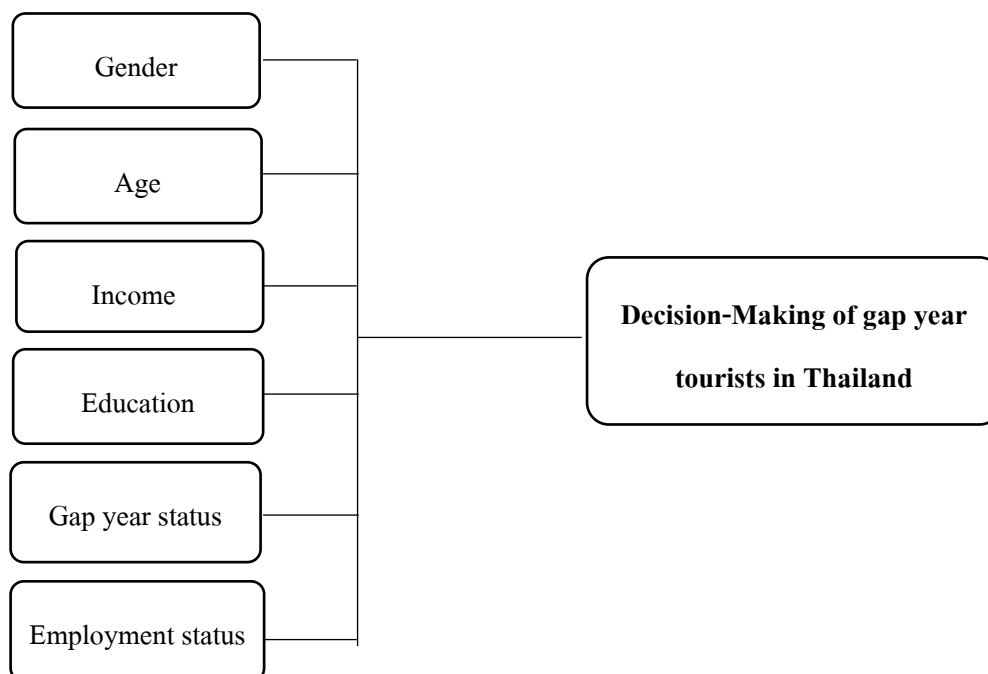 Gender
Age
Income
Education
Gap year status
Employment status
Decision-Making of gap year
tourists in Thailand